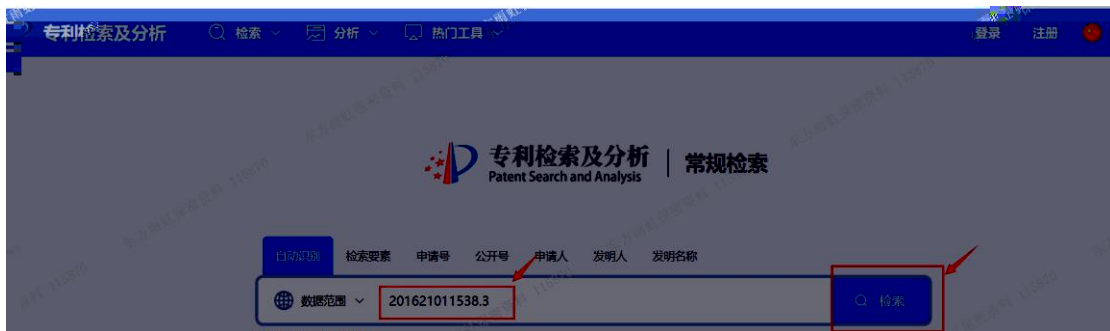 专利检索及分析 检索 分析 热门工具 登录 注册
专利检索及分析 常规检索
Patent Search and Analysis
自动识别 检索要素 申请号 公开号 申请人 发明人 发明名称
数据范围 201621011538.3 检索